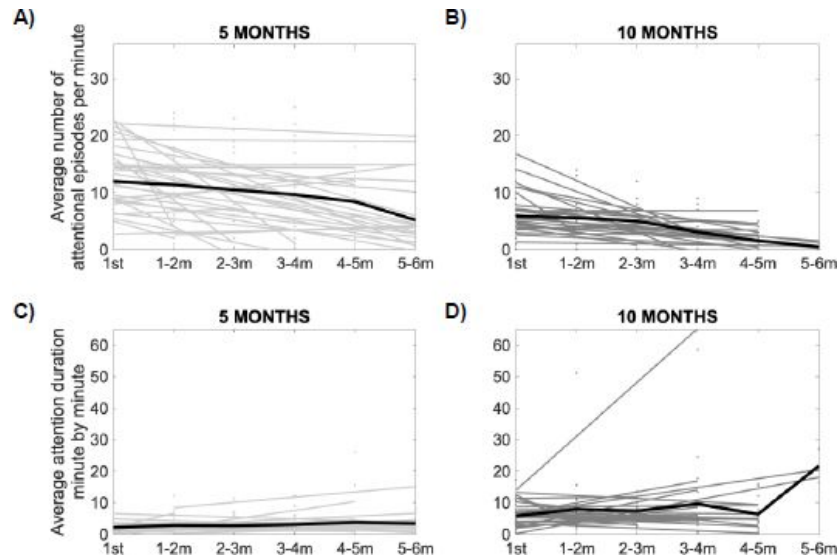 A)
5 MONTHS
Average number of
attentional episodes per minute
30
20
10
0
1st 1-2m 2-3m 3-4m 4-5m 5-6m
B)
10 MONTHS
30
20
10
0
1st 1-2m 2-3m 3-4m 4-5m 5-6m
C)
5 MONTHS
Average attention duration
minute by minute
60
50
40
30
20
10
0
1st 1-2m 2-3m 3-4m 4-5m 5-6m
D)
10 MONTHS
60
50
40
30
20
10
0
1st 1-2m 2-3m 3-4m 4-5m 5-6m